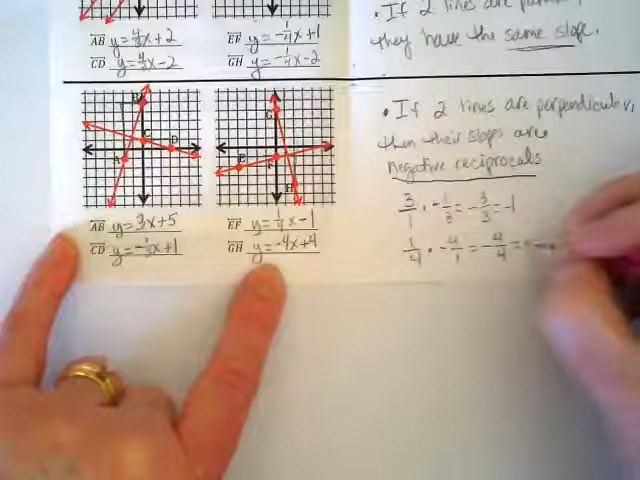 • If 2 lines are
they have the same slope.
AB y=4/3x+2
CD y=4/3x-2
EF y=-1/4x+1
GH y=-1/4x-2
B
C
D
A
G
E
F
H
AB y=3x+5
CD y=-1/3x+1
EF y=1/4x-1
GH y=-4x+4
• If 2 lines are perpendicular,
then their slopes are
negative reciprocals
3/1 · -1/3 = -3/3 = -1
1/4 · -4/1 = -4/4 =